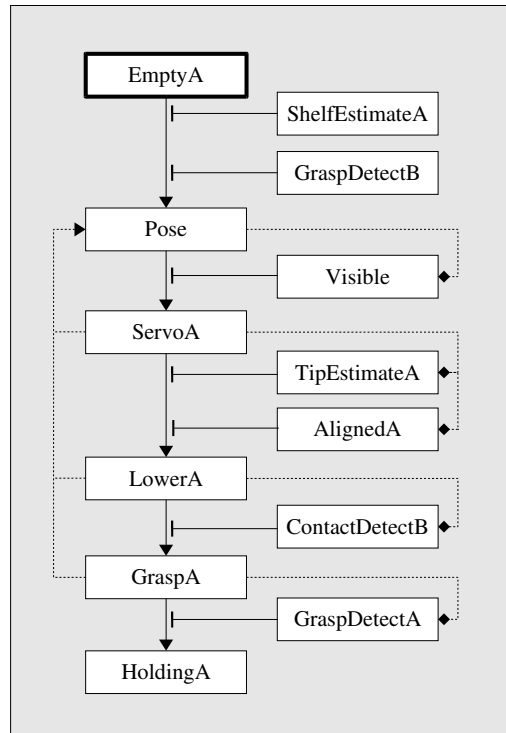 EmptyA
ShelfEstimateA
GraspDetectB
Pose
Visible
ServoA
TipEstimateA
AlignedA
LowerA
ContactDetectB
GraspA
GraspDetectA
HoldingA